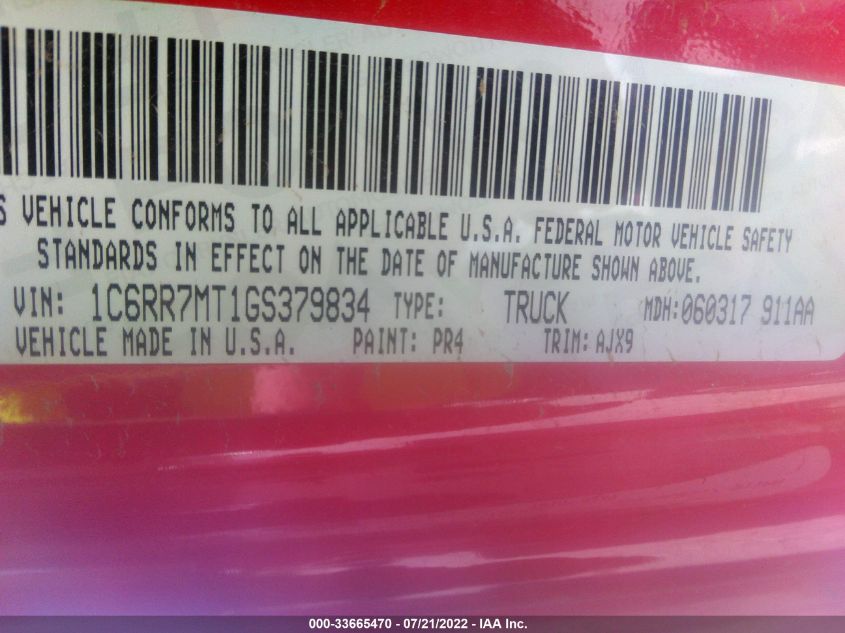 S VEHICLE CONFORMS TO ALL APPLICABLE U.S.A. FEDERAL MOTOR VEHICLE SAFETY
STANDARDS IN EFFECT ON THE DATE OF MANUFACTURE SHOWN ABOVE.
VIN: 1C6RR7MT1GS379834 TYPE: TRUCK MDH:060317 911AA
VEHICLE MADE IN U.S.A. PAINT: PR4 TRIM: AJX9
000-33665470 - 07/21/2022 - IAA Inc.